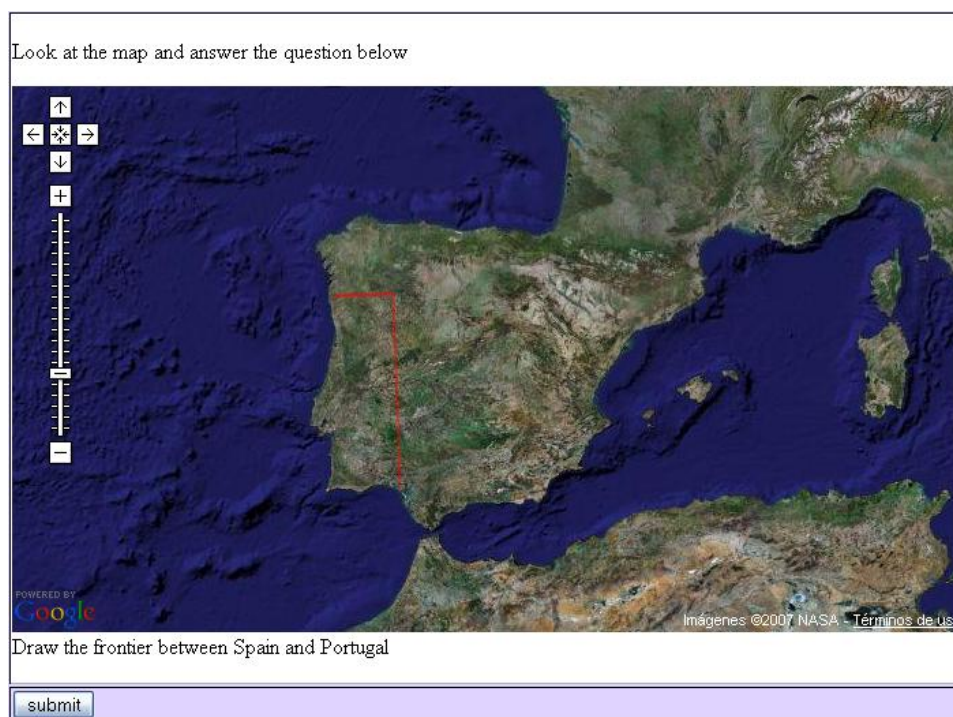 Look at the map and answer the question below
POWERED BY
Google
Imágenes ©2007 NASA - Términos de us
Draw the frontier between Spain and Portugal
submit